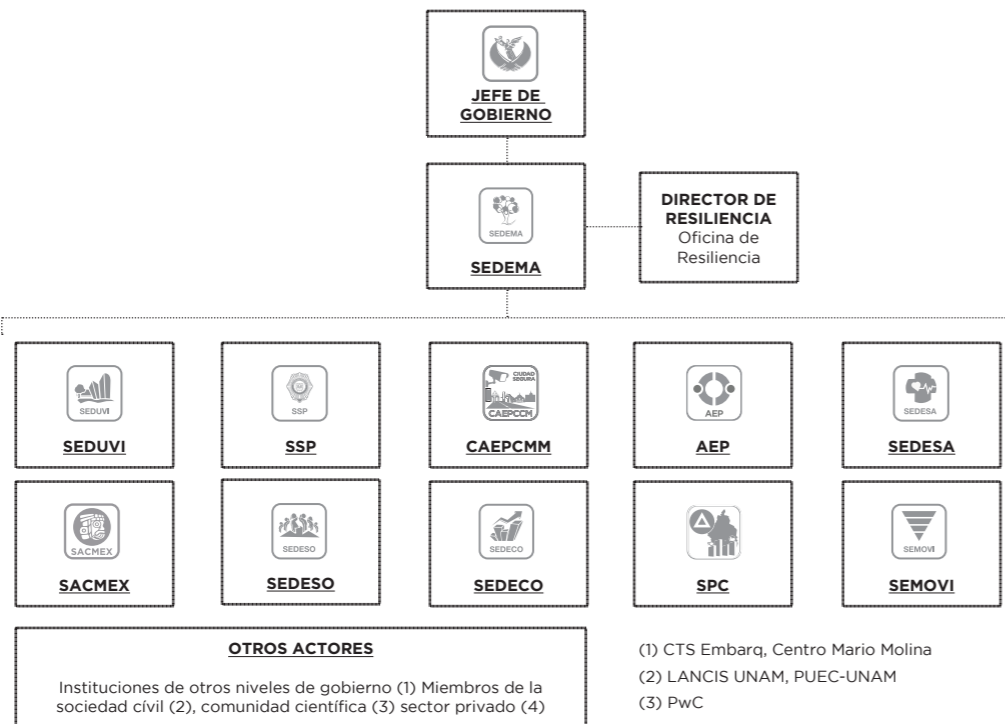 JEFE DE
GOBIERNO
SEDEMA
SEDEMA
DIRECTOR DE
RESILIENCIA
Oficina de
Resiliencia
SEDUVI
SEDUVI
SSP
SSP
CIUDAD
SEGURA
CAEPCCM
CAEPCMM
AEP
AEP
SEDESA
SEDESA
SACMEX
SACMEX
SEDESO
SEDESO
SEDECO
SEDECO
SPC
SEMOVI
SEMOVI
OTROS ACTORES
Instituciones de otros niveles de gobierno (1) Miembros de la
sociedad cívil (2), comunidad científica (3) sector privado (4)
(1) CTS Embarq, Centro Mario Molina
(2) LANCIS UNAM, PUEC-UNAM
(3) PwC